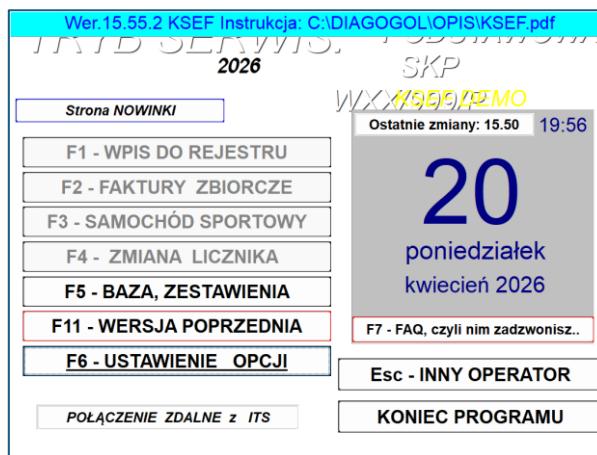 Wer.15.55.2 KSEF Instrukcja: C:\DIAGOGOL\OPIS\KSEF.pdf
TRYB SERWIS.
2026
SKP
KSEF DEMO
Strona NOWINKI
Ostatnie zmiany: 15.50 19:56
F1 - WPIS DO REJESTRU
F2 - FAKTURY ZBIORCZE
F3 - SAMOCHÓD SPORTOWY
F4 - ZMIANA LICZNIKA
F5 - BAZA, ZESTAWIENIA
F11 - WERSJA POPRZEDNIA
F6 - USTAWIENIE OPCJI
POŁĄCZENIE ZDALNE z ITS
20
poniedziałek
kwiecień 2026
F7 - FAQ, czyli nim zadzwonisz..
Esc - INNY OPERATOR
KONIEC PROGRAMU